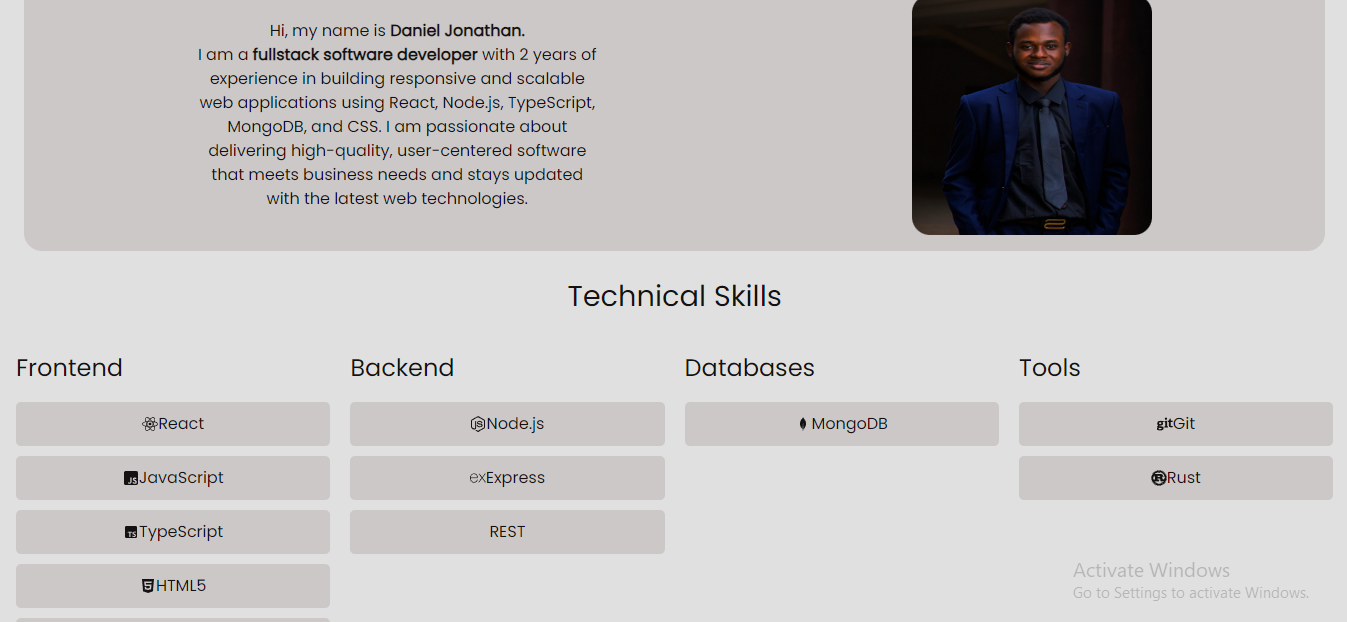 Hi, my name is Daniel Jonathan.
I am a fullstack software developer with 2 years of
experience in building responsive and scalable
web applications using React, Node.js, TypeScript,
MongoDB, and CSS. I am passionate about
delivering high-quality, user-centered software
that meets business needs and stays updated
with the latest web technologies.
Technical Skills
Frontend
React
JS JavaScript
TS TypeScript
5 HTML5
Backend
JS Node.js
ex Express
REST
Databases
MongoDB
Tools
git Git
R Rust
Activate Windows
Go to Settings to activate Windows.